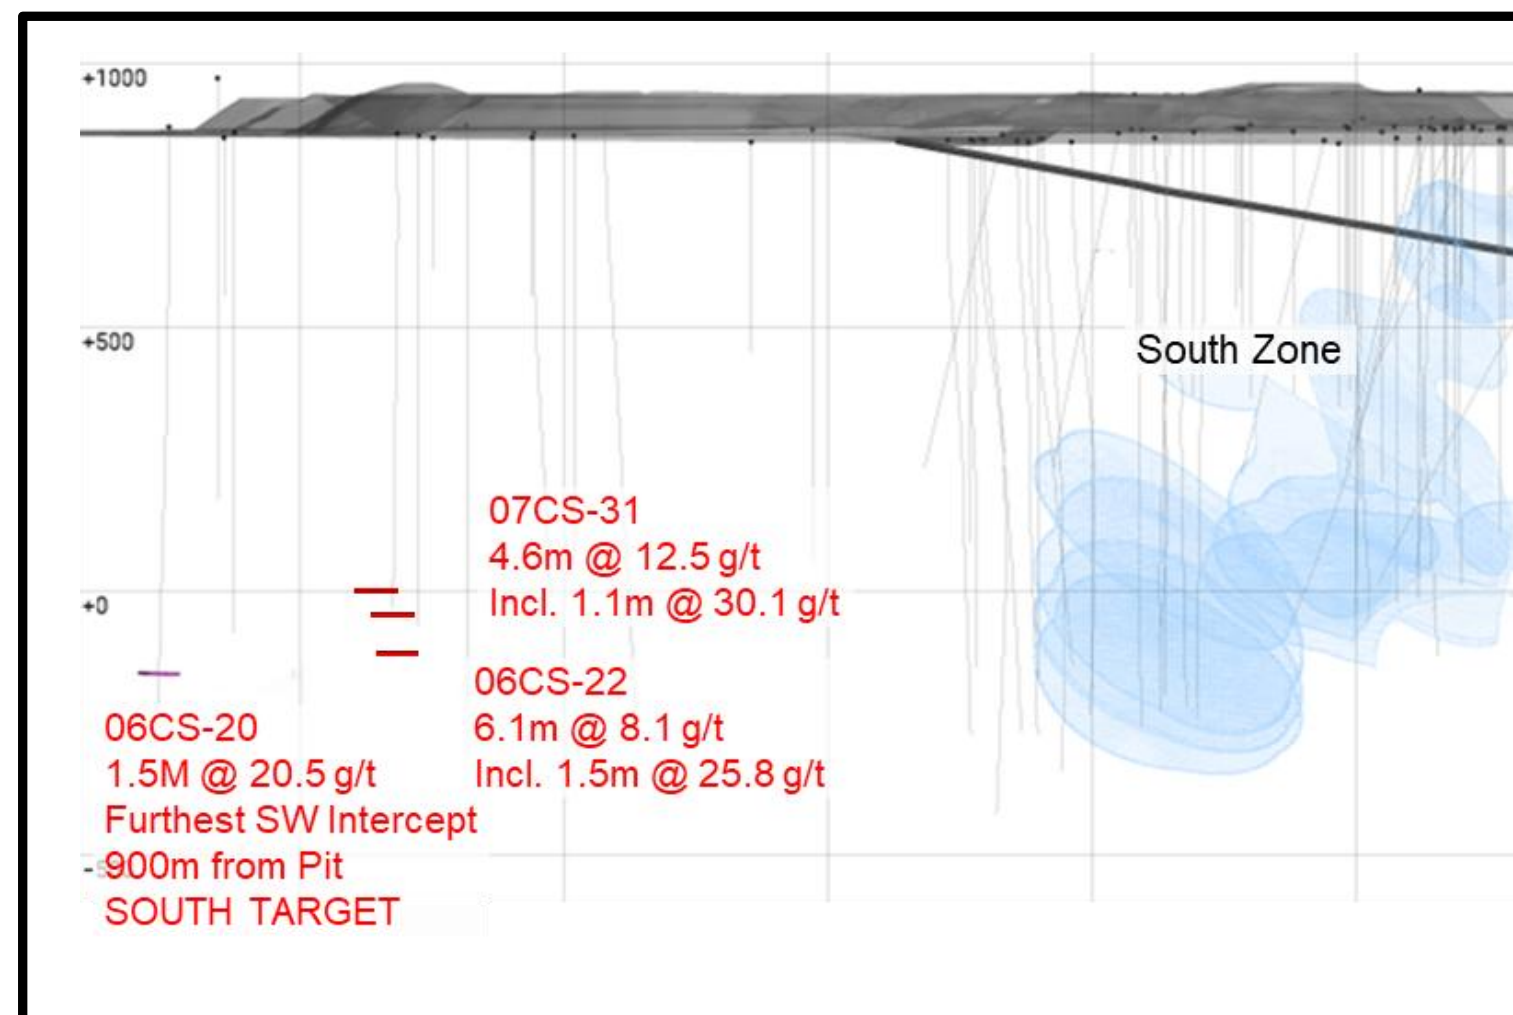 +1000
+500
South Zone
07CS-31
4.6m @ 12.5 g/t
Incl. 1.1m @ 30.1 g/t
+0
06CS-22
6.1m @ 8.1 g/t
Incl. 1.5m @ 25.8 g/t
06CS-20
1.5M @ 20.5 g/t
Furthest SW Intercept
900m from Pit
SOUTH TARGET